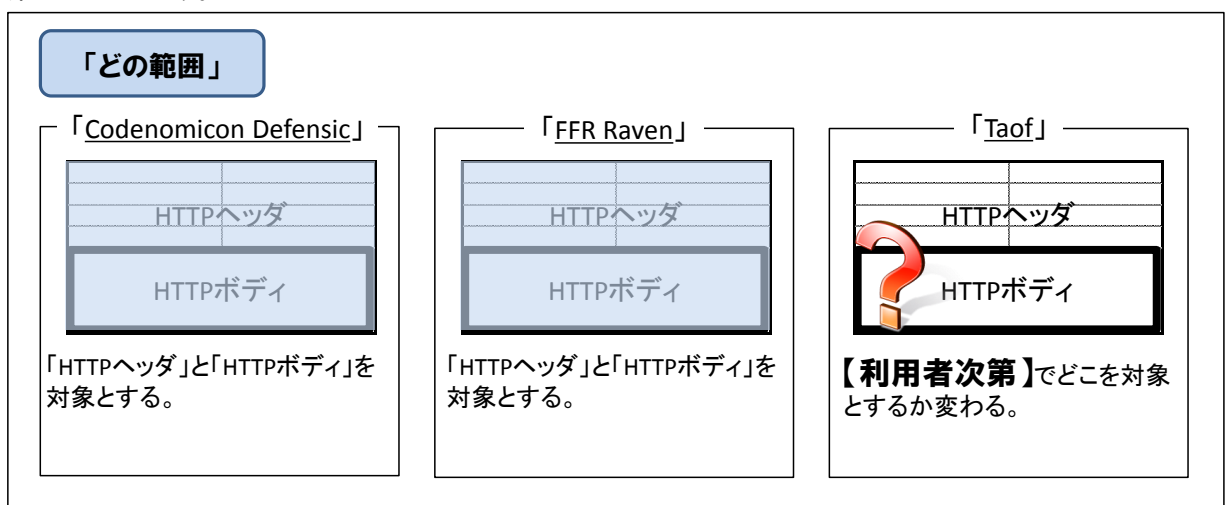 「どの範囲」
「Codenomicon Defensic」
HTTPヘッダ
HTTPボディ
「HTTPヘッダ」と「HTTPボディ」を
対象とする。
「FFR Raven」
HTTPヘッダ
HTTPボディ
「HTTPヘッダ」と「HTTPボディ」を
対象とする。
「Taof」
HTTPヘッダ
HTTPボディ
【利用者次第】でどこを対象
とするか変わる。